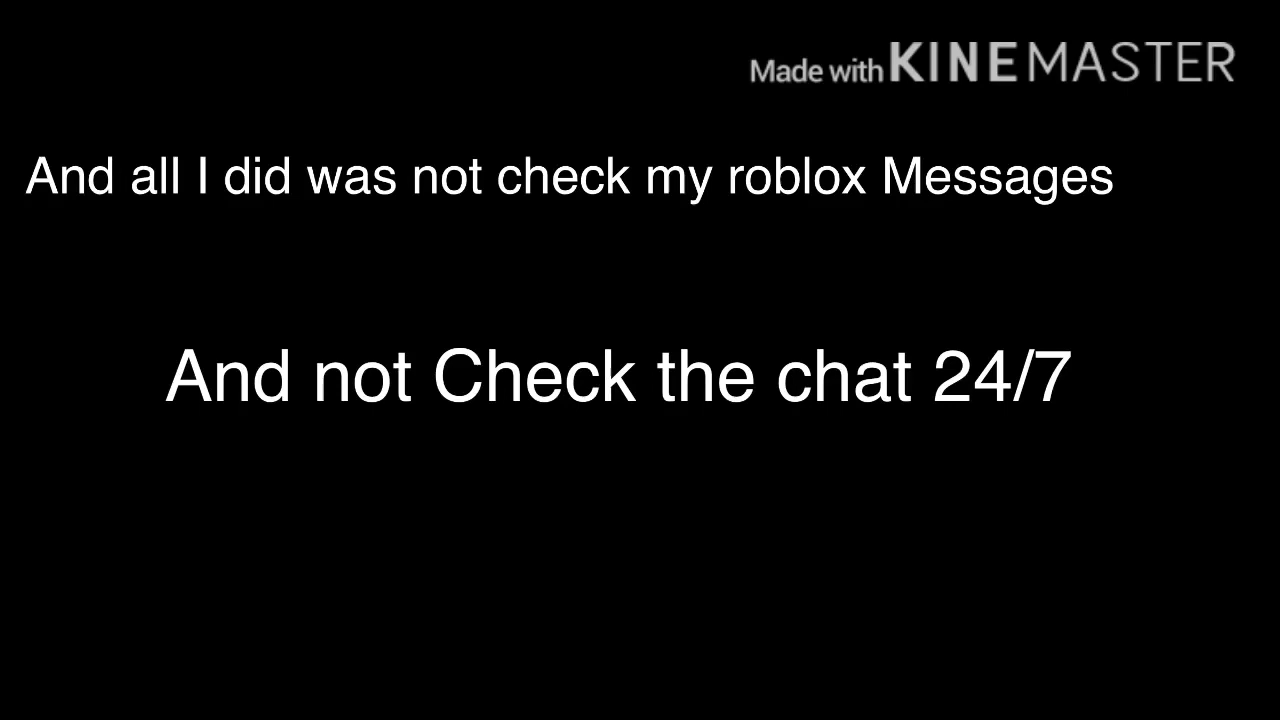 Made with KINEMASTER
And all I did was not check my roblox Messages
And not Check the chat 24/7